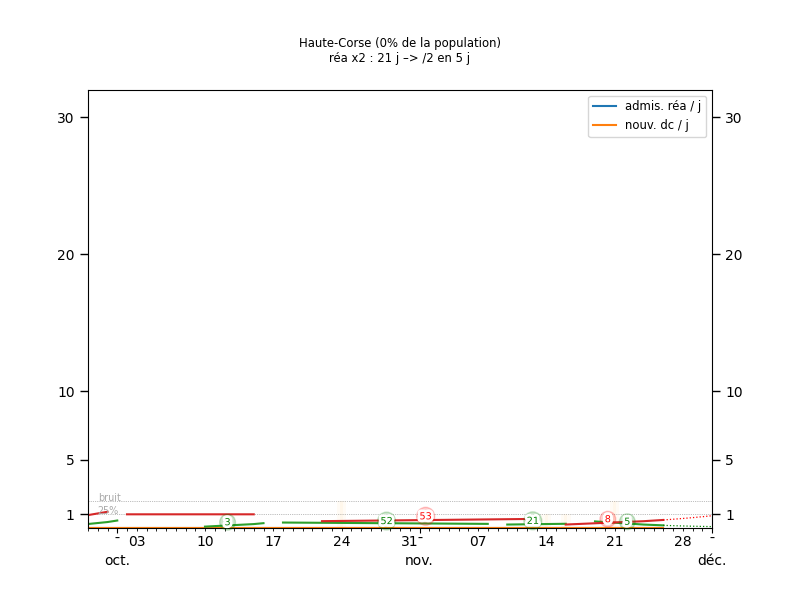 Haute-Corse (0% de la population)
réa x2 : 21 j –> /2 en 5 j
admis. réa / j
nouv. dc / j
30 30
20 20
10 10
5 5
bruit
25%
1 1
3 52 53 21 8 5
03 10 17 24 31 07 14 21 28
oct. nov. déc.